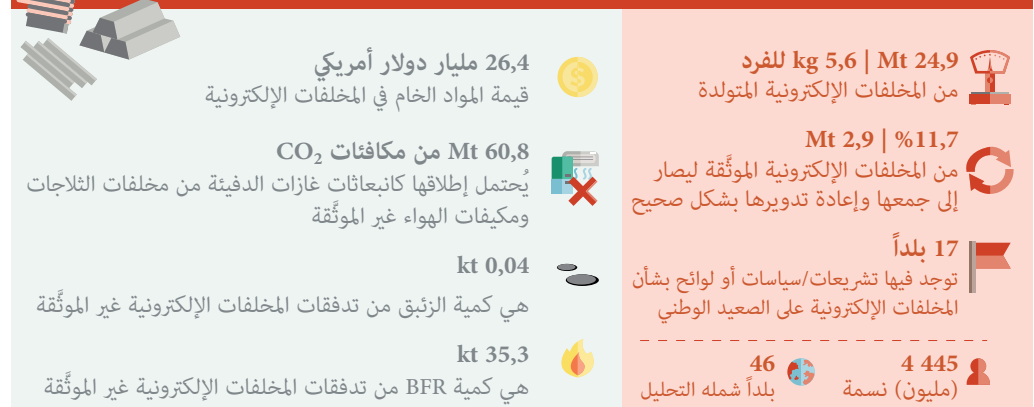 24,9 Mt | 5,6 kg للفرد
من المخلفات الإلكترونية المتولدة
11,7% | 2,9 Mt
من المخلفات الإلكترونية الموثَّقة ليصار
إلى جمعها وإعادة تدويرها بشكل صحيح
17 بلداً
توجد فيها تشريعات/سياسات أو لوائح بشأن
المخلفات الإلكترونية على الصعيد الوطني
4 445
(مليون) نسمة
46
بلداً شمله التحليل
26,4 مليار دولار أمريكي
قيمة المواد الخام في المخلفات الإلكترونية
60,8 Mt من مكافئات CO₂
يُحتمل إطلاقها كانبعاثات غازات الدفيئة من مخلفات الثلاجات
ومكيفات الهواء غير الموثَّقة
0,04 kt
هي كمية الزئبق من تدفقات المخلفات الإلكترونية غير الموثَّقة
35,3 kt
هي كمية BFR من تدفقات المخلفات الإلكترونية غير الموثَّقة